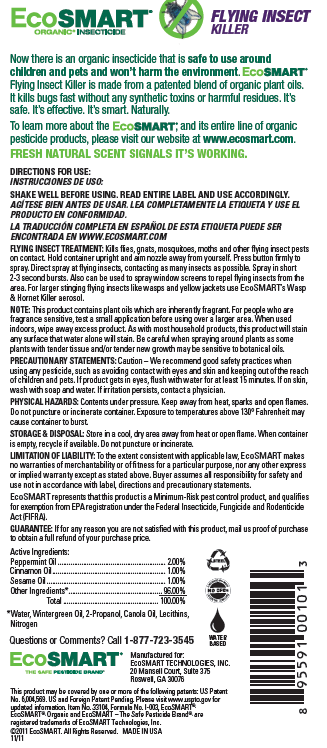 EcoSMART®
ORGANIC® INSECTICIDE
FLYING INSECT
KILLER
Now there is an organic insecticide that is safe to use around
children and pets and won't harm the environment. EcoSMART®
Flying Insect Killer is made from a patented blend of organic plant oils.
It kills bugs fast without any synthetic toxins or harmful residues. It's
safe. It's effective. It's smart. Naturally.
To learn more about the EcoSMART®, and its entire line of organic
pesticide products, please visit our website at www.ecosmart.com.
FRESH NATURAL SCENT SIGNALS IT'S WORKING.
DIRECTIONS FOR USE:
INSTRUCCIONES DE USO:
SHAKE WELL BEFORE USING. READ ENTIRE LABEL AND USE ACCORDINGLY.
AGÍTESE BIEN ANTES DE USAR. LEA COMPLETAMENTE LA ETIQUETA Y USE EL
PRODUCTO EN CONFORMIDAD.
LA TRADUCCIÓN COMPLETA EN ESPAÑOL DE ESTA ETIQUETA PUEDE SER
ENCONTRADA EN WWW.ECOSMART.COM
FLYING INSECT TREATMENT: Kills flies, gnats, mosquitoes, moths and other flying insect pests
on contact. Hold container upright and aim nozzle away from yourself. Press button firmly to
spray. Direct spray at flying insects, contacting as many insects as possible. Spray in short
2-3 second bursts. Also can be used to spray window screens to repel flying insects from the
area. For larger stinging flying insects like wasps and yellow jackets use EcoSMART's Wasp
& Hornet Killer aerosol.
NOTE: This product contains plant oils which are inherently fragrant. For people who are
fragrance sensitive, test a small application before using over a larger area. When used
indoors, wipe away excess product. As with most household products, this product will stain
any surface that water alone will stain. Be careful when spraying around plants as some
plants with tender tissue and/or tender new growth may be sensitive to botanical oils.
PRECAUTIONARY STATEMENTS: Caution – We recommend good safety practices when
using any pesticide, such as avoiding contact with eyes and skin and keeping out of the reach
of children and pets. If product gets in eyes, flush with water for at least 15 minutes. If on skin,
wash with soap and water. If irritation persists, contact a physician.
PHYSICAL HAZARDS: Contents under pressure. Keep away from heat, sparks and open flames.
Do not puncture or incinerate container. Exposure to temperatures above 130° Fahrenheit may
cause container to burst.
STORAGE & DISPOSAL: Store in a cool, dry area away from heat or open flame. When container
is empty, recycle if available. Do not puncture or incinerate.
LIMITATION OF LIABILITY: To the extent consistent with applicable law, EcoSMART makes
no warranties of merchantability or of fitness for a particular purpose, nor any other express
or implied warranty except as stated above. Buyer assumes all responsibility for safety and
use not in accordance with label, directions and precautionary statements.
EcoSMART represents that this product is a Minimum-Risk pest control product, and qualifies
for exemption from EPA registration under the Federal Insecticide, Fungicide and Rodenticide
Act (FIFRA).
GUARANTEE: If for any reason you are not satisfied with this product, mail us proof of purchase
to obtain a full refund of your purchase price.
Active Ingredients:
Peppermint Oil ........ 2.00%
Cinnamon Oil ........ 1.00%
Sesame Oil ........ 1.00%
Other Ingredients* ........ 96.00%
Total ........ 100.00%
*Water, Wintergreen Oil, 2-Propanol, Canola Oil, Lecithins,
Nitrogen
WATER
BASED
Questions or Comments? Call 1-877-723-3545
EcoSMART®
THE SAFE PESTICIDE BRAND®
Manufactured for:
EcoSMART TECHNOLOGIES, INC.
20 Mansell Court, Suite 375
Roswell, GA 30076
This product may be covered by one or more of the following patents: US Patent
No. 6,004,569. US and Foreign Patent Pending. Please visit www.uspto.gov for
updated information. Item No. 33104, Formula No. I-003, EcoSMART®,
EcoSMART® Organic and EcoSMART – The Safe Pesticide Brand® are
registered trademarks of EcoSMART Technologies, Inc.
©2011 EcoSMART. All Rights Reserved. MADE IN USA
11/11
8 95591 00101 3